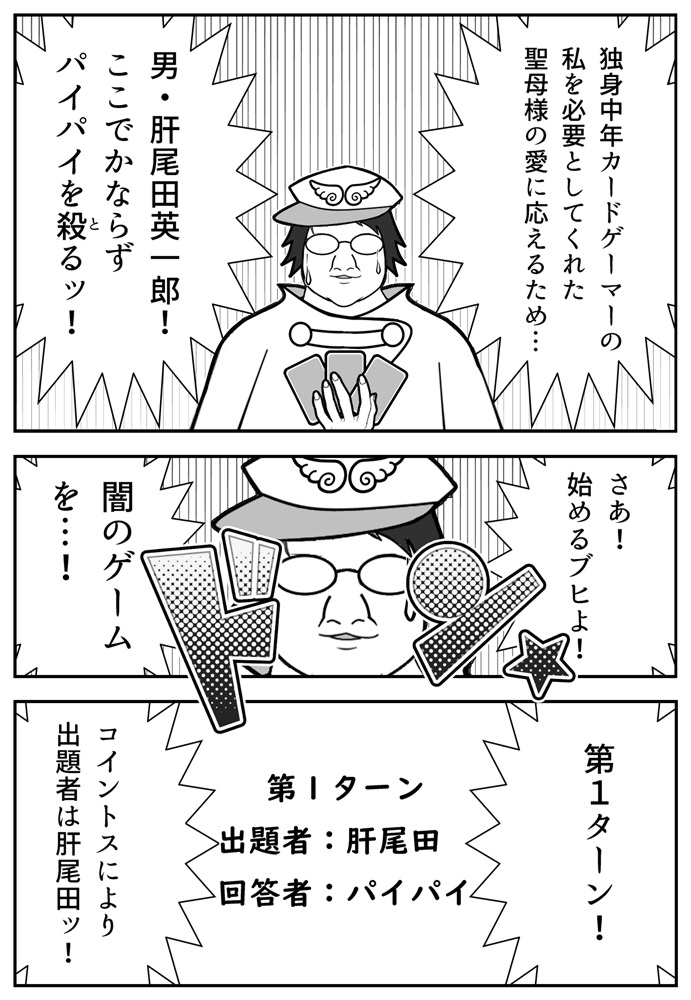 独身中年カードゲーマーの
私を必要としてくれた
聖母様の愛に応えるため…
男・肝尾田英一郎！
ここでかならず
パイパイを殺るッ！
と
さあ！
始めるブヒよ！
闇のゲーム
を…！
ドン
第1ターン！
第1ターン
出題者：肝尾田
回答者：パイパイ
コイントスにより
出題者は肝尾田ッ！